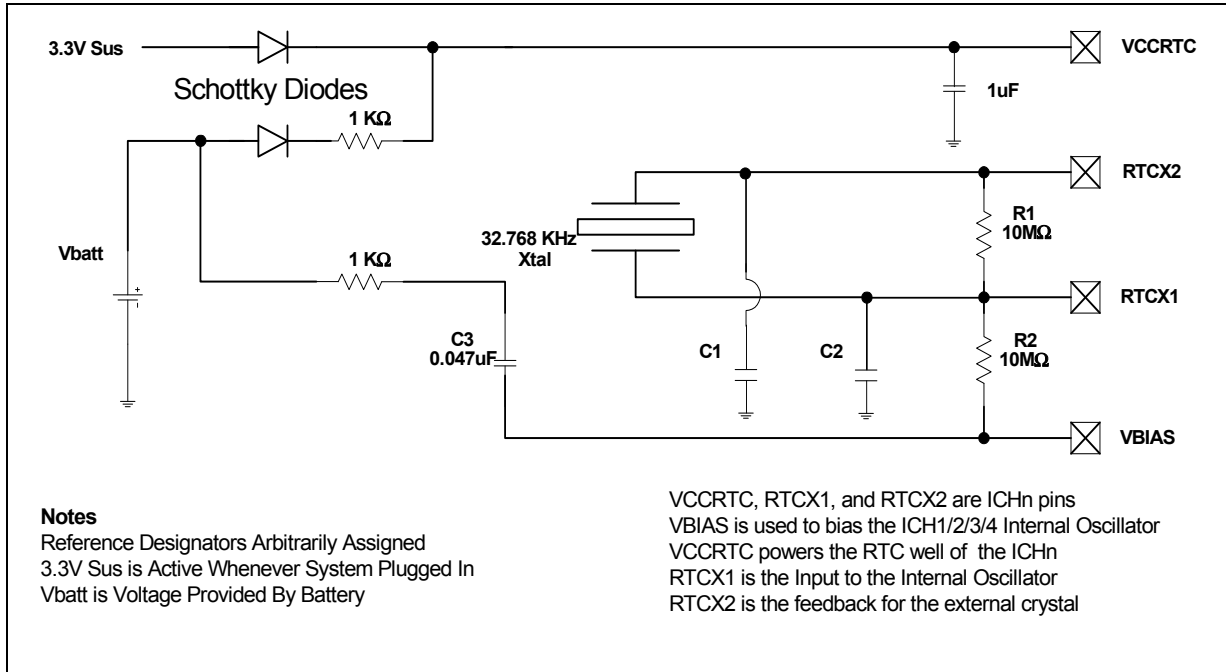 3.3V Sus
VCCRTC
Schottky Diodes
1uF
1 KΩ
RTCX2
R1
10MΩ
32.768 KHz
Xtal
Vbatt
1 KΩ
+
-
RTCX1
C3
0.047uF
C1
C2
R2
10MΩ
VBIAS
Notes
Reference Designators Arbitrarily Assigned
3.3V Sus is Active Whenever System Plugged In
Vbatt is Voltage Provided By Battery
VCCRTC, RTCX1, and RTCX2 are ICHn pins
VBIAS is used to bias the ICH1/2/3/4 Internal Oscillator
VCCRTC powers the RTC well of the ICHn
RTCX1 is the Input to the Internal Oscillator
RTCX2 is the feedback for the external crystal